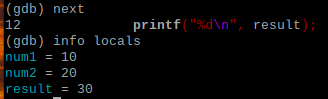 (gdb) next
12                  printf("%d\n", result);
(gdb) info locals
num1 = 10
num2 = 20
result = 30